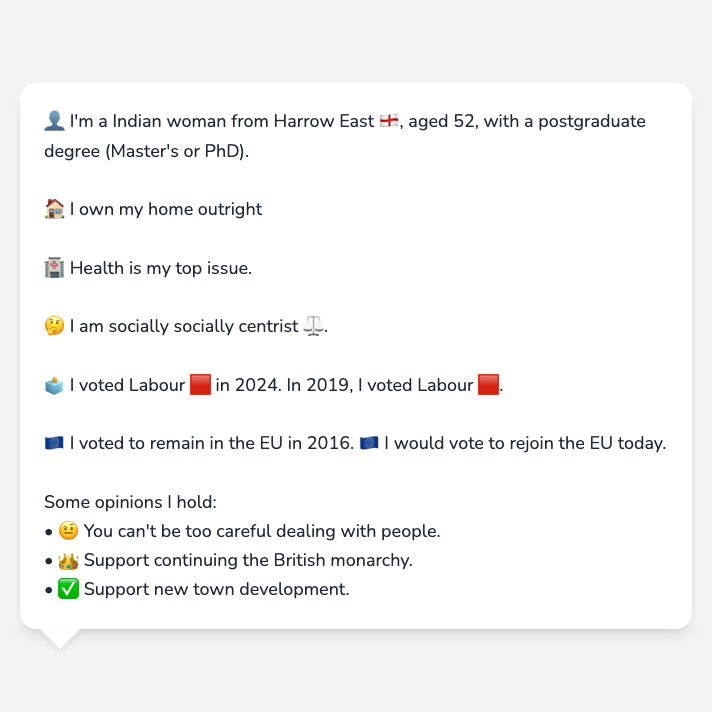 👤 I'm a Indian woman from Harrow East 🏴󠁧󠁢󠁥󠁮󠁧󠁿, aged 52, with a postgraduate
degree (Master's or PhD).
🏠 I own my home outright
🏥 Health is my top issue.
🤔 I am socially socially centrist ⚖️.
🗳️ I voted Labour 🟥 in 2024. In 2019, I voted Labour 🟥.
🇪🇺 I voted to remain in the EU in 2016. 🇪🇺 I would vote to rejoin the EU today.
Some opinions I hold:
• 🤨 You can't be too careful dealing with people.
• 👑 Support continuing the British monarchy.
• ✅ Support new town development.